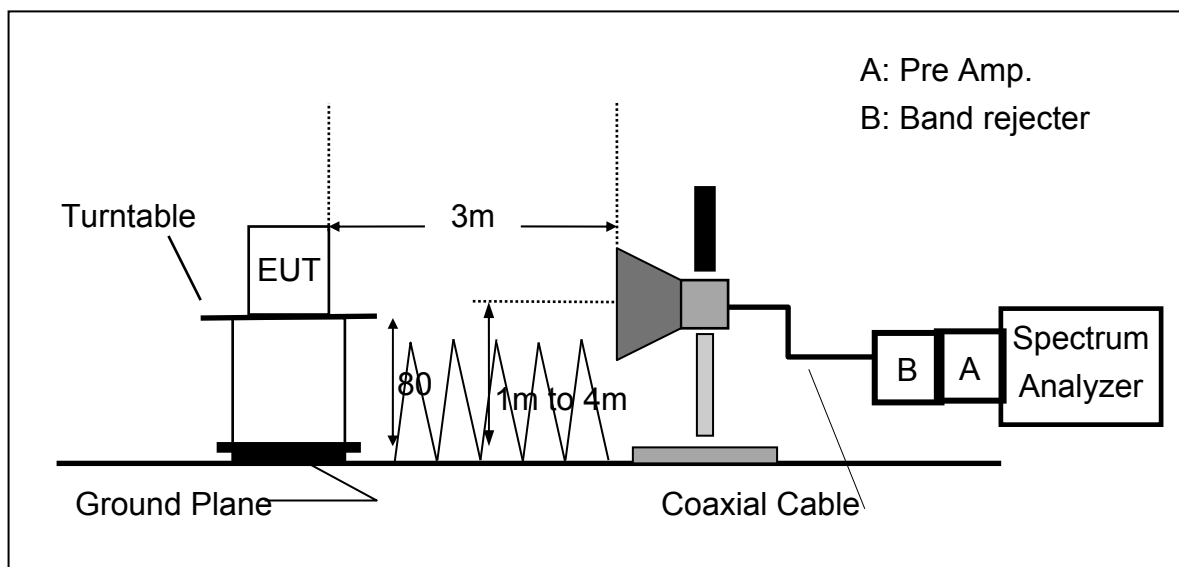 A: Pre Amp.
B: Band rejecter
Turntable
3m
EUT
80
1m to 4m
B
A
Spectrum
Analyzer
Ground Plane
Coaxial Cable